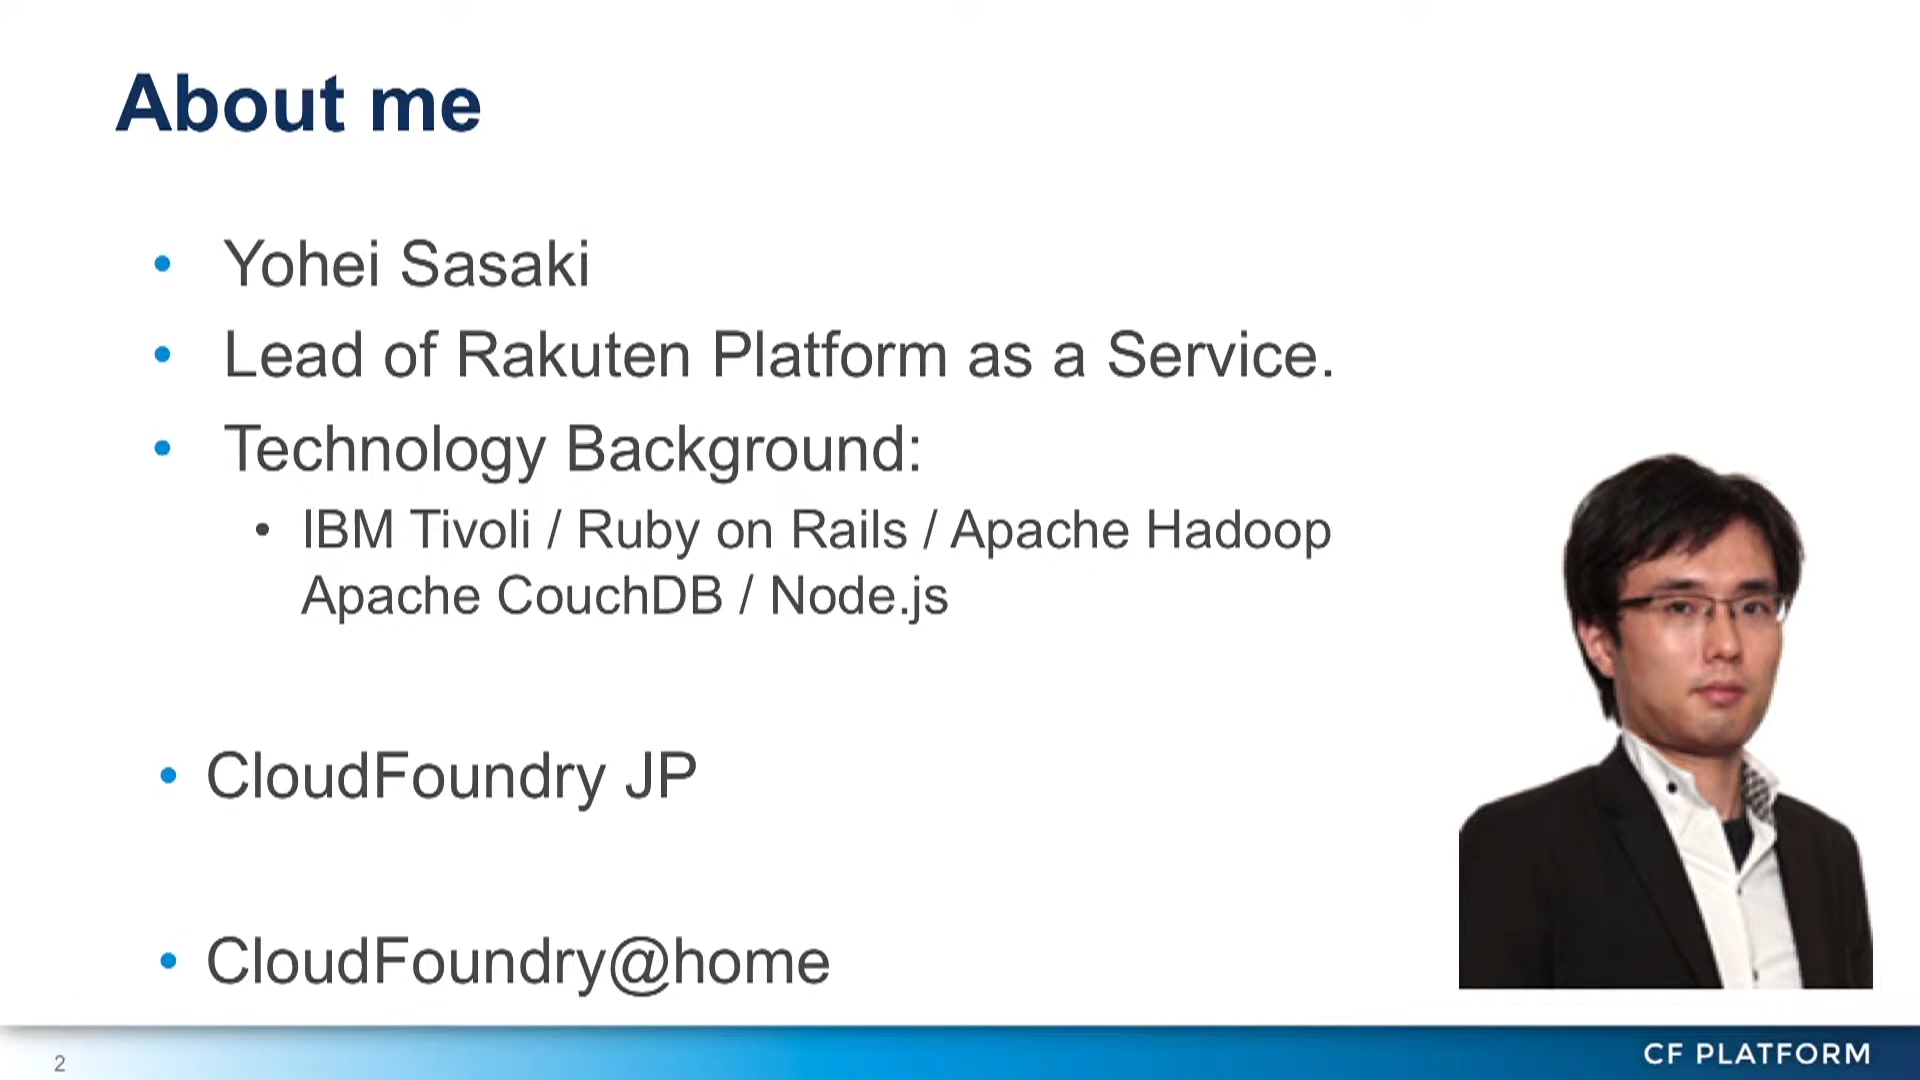 About me
• Yohei Sasaki
• Lead of Rakuten Platform as a Service.
• Technology Background:
• IBM Tivoli / Ruby on Rails / Apache Hadoop
Apache CouchDB / Node.js
• CloudFoundry JP
• CloudFoundry@home
2
CF PLATFORM